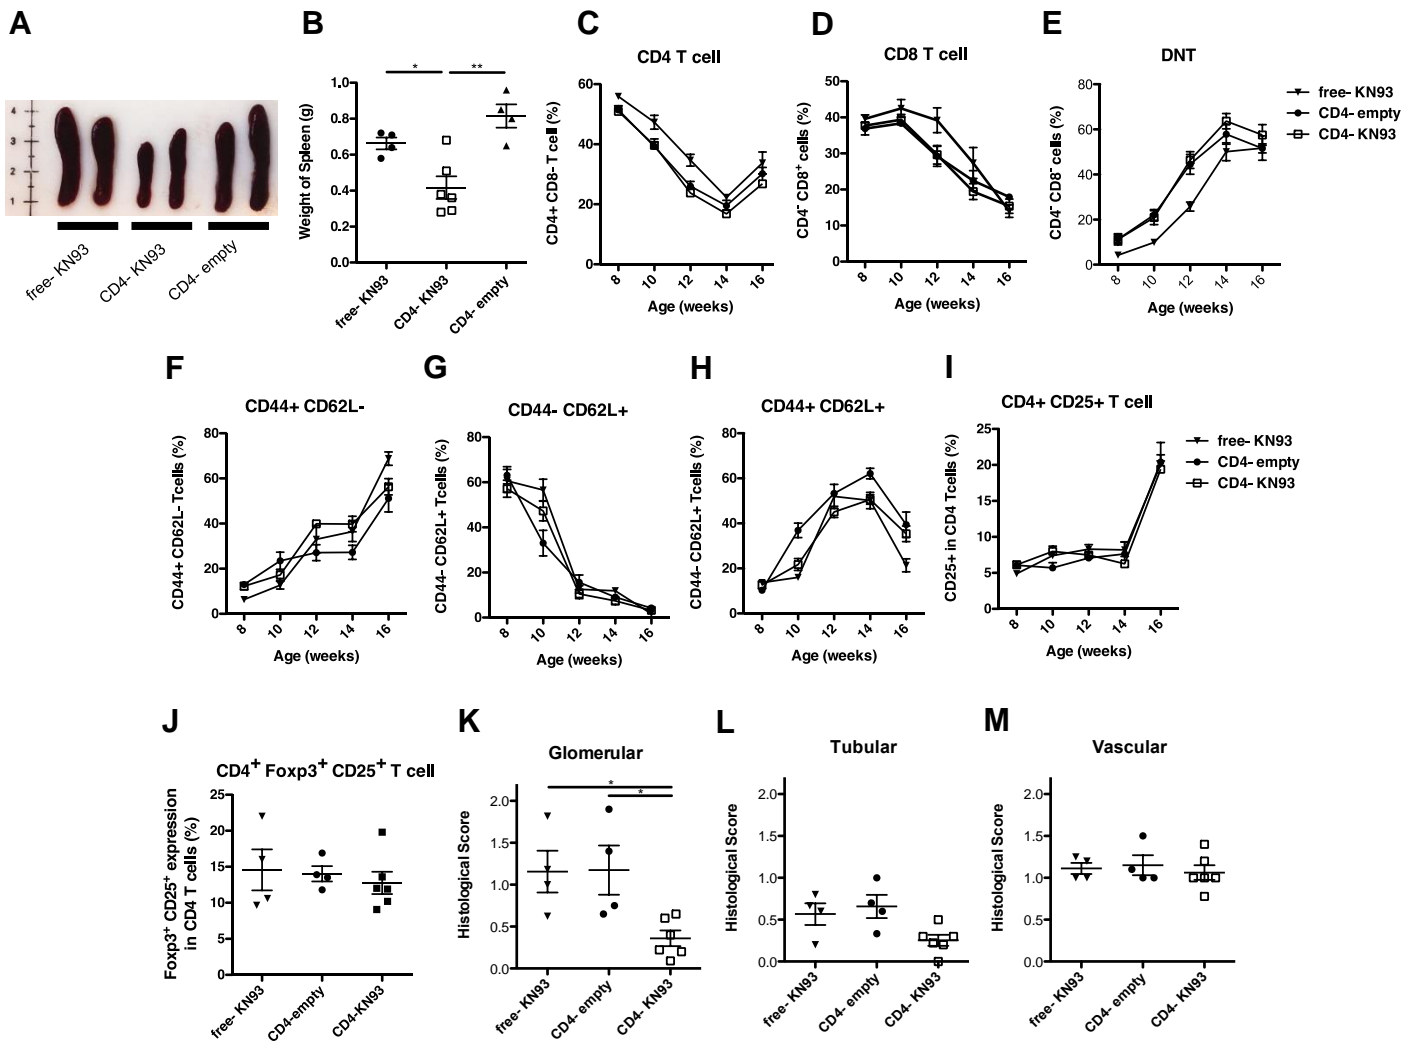 A
4
3
2
1
free- KN93
CD4- KN93
CD4- empty
B
*
**
Weight of Spleen (g)
1.0
0.8
0.6
0.4
0.2
0.0
free- KN93
CD4- KN93
CD4- empty
C
CD4 T cell
CD4+ CD8- T cell (%)
60
40
20
0
8
10
12
14
16
Age (weeks)
D
CD8 T cell
CD4- CD8+ cells (%)
50
40
30
20
10
0
8
10
12
14
16
Age (weeks)
E
DNT
CD4- CD8- cells (%)
80
60
40
20
0
8
10
12
14
16
Age (weeks)
free- KN93
CD4- empty
CD4- KN93
F
CD44+ CD62L-
CD44+ CD62L- Tcells (%)
80
60
40
20
0
8
10
12
14
16
Age (weeks)
G
CD44- CD62L+
CD44- CD62L+ Tcells (%)
80
60
40
20
0
8
10
12
14
16
Age (weeks)
H
CD44+ CD62L+
CD44- CD62L+ Tcells (%)
80
60
40
20
0
8
10
12
14
16
Age (weeks)
I
CD4+ CD25+ T cell
CD25+ in CD4 Tcells (%)
25
20
15
10
5
0
8
10
12
14
16
Age (weeks)
free- KN93
CD4- empty
CD4- KN93
J
CD4+ Foxp3+ CD25+ T cell
Foxp3+ CD25+ expression
in CD4 T cells (%)
25
20
15
10
5
0
free- KN93
CD4-empty
CD4-KN93
K
Glomerular
*
*
Histological Score
2.0
1.5
1.0
0.5
0.0
free- KN93
CD4- empty
CD4- KN93
L
Tubular
Histological Score
2.0
1.5
1.0
0.5
0.0
free- KN93
CD4- empty
CD4- KN93
M
Vascular
Histological Score
2.0
1.5
1.0
0.5
0.0
free- KN93
CD4- empty
CD4- KN93